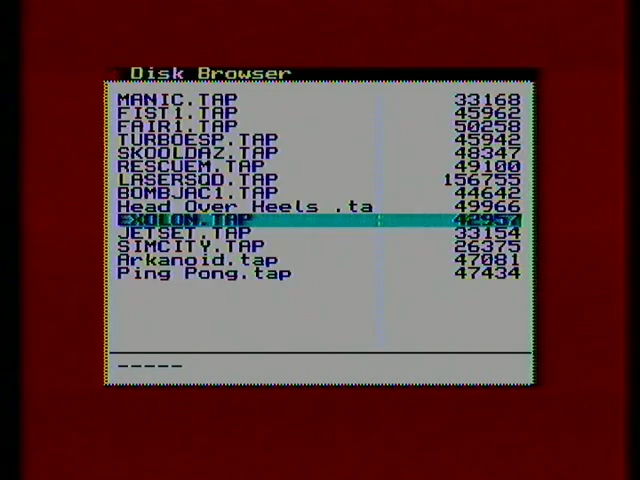 Disk Browser
MANIC.TAP 33168
FIST1.TAP 45962
FAIR1.TAP 50258
TURBOESP.TAP 45942
SKOOLDAZ.TAP 48347
RESCUEM.TAP 49100
LASERSQD.TAP 156755
BOMBJAC1.TAP 44642
Head Over Heels .ta 49966
EXOLON.TAP 42957
JETSET.TAP 33154
SIMCITY.TAP 26375
Arkanoid.tap 47081
Ping Pong.tap 47434
-----